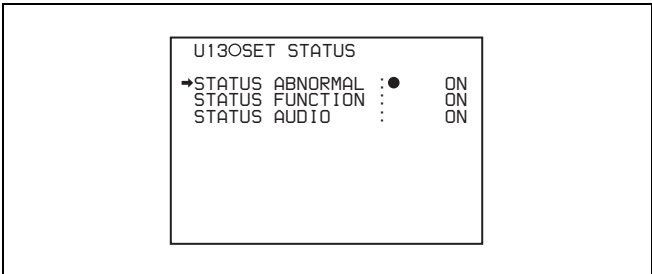 U13○SET STATUS
➡STATUS ABNORMAL :● ON
STATUS FUNCTION : ON
STATUS AUDIO : ON